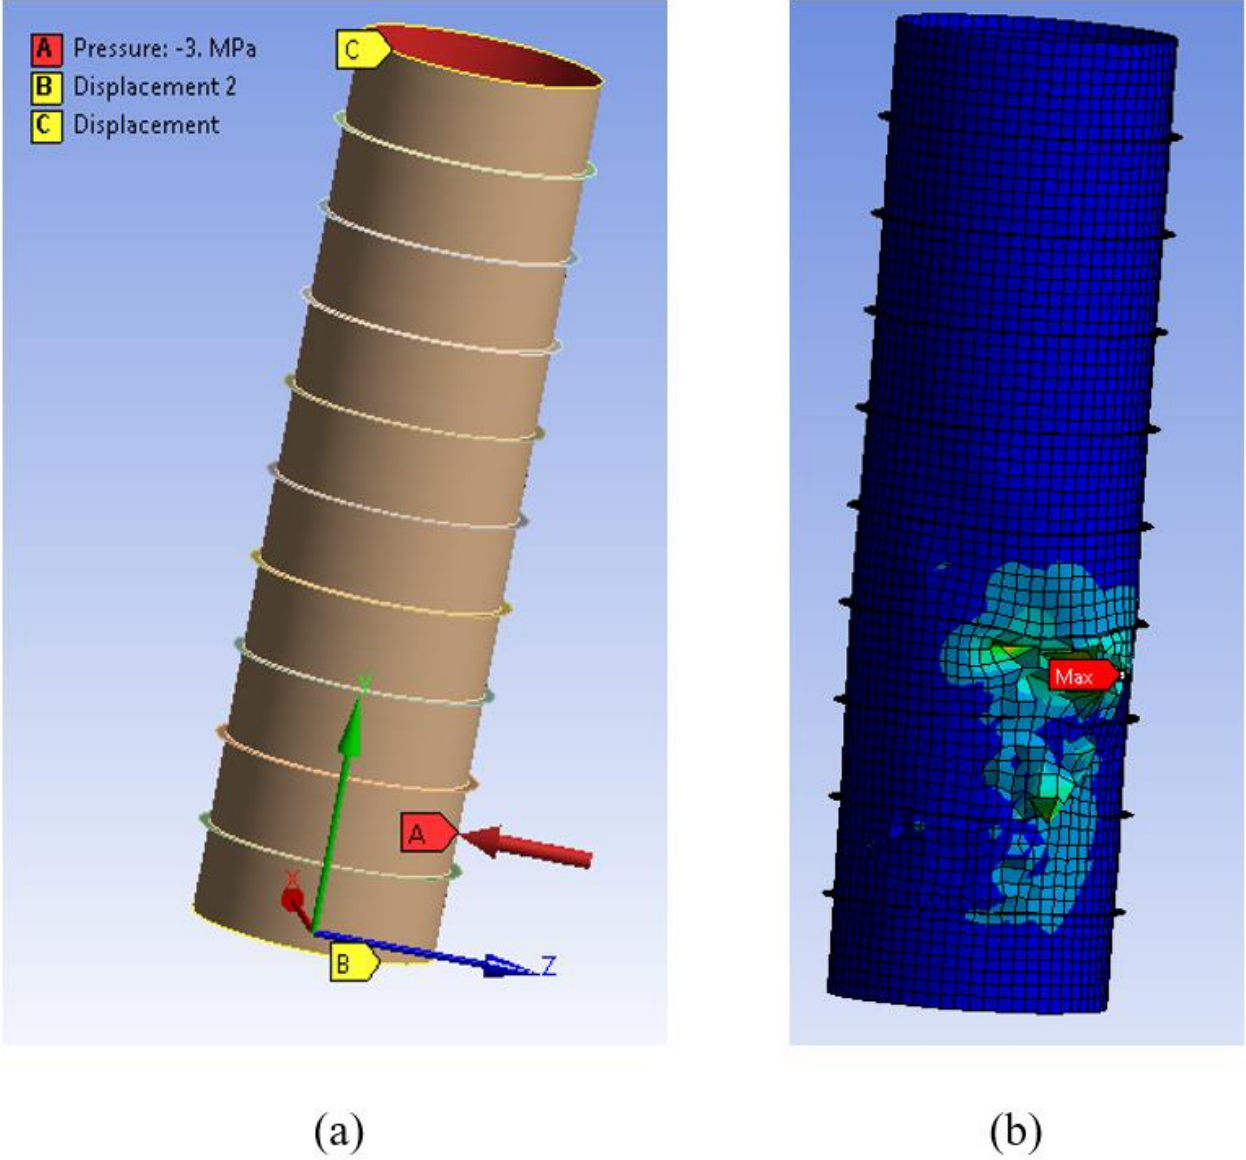 A Pressure: -3. MPa
B Displacement 2
C Displacement
C
Y
A
X
B
Z
Max
(a)
(b)